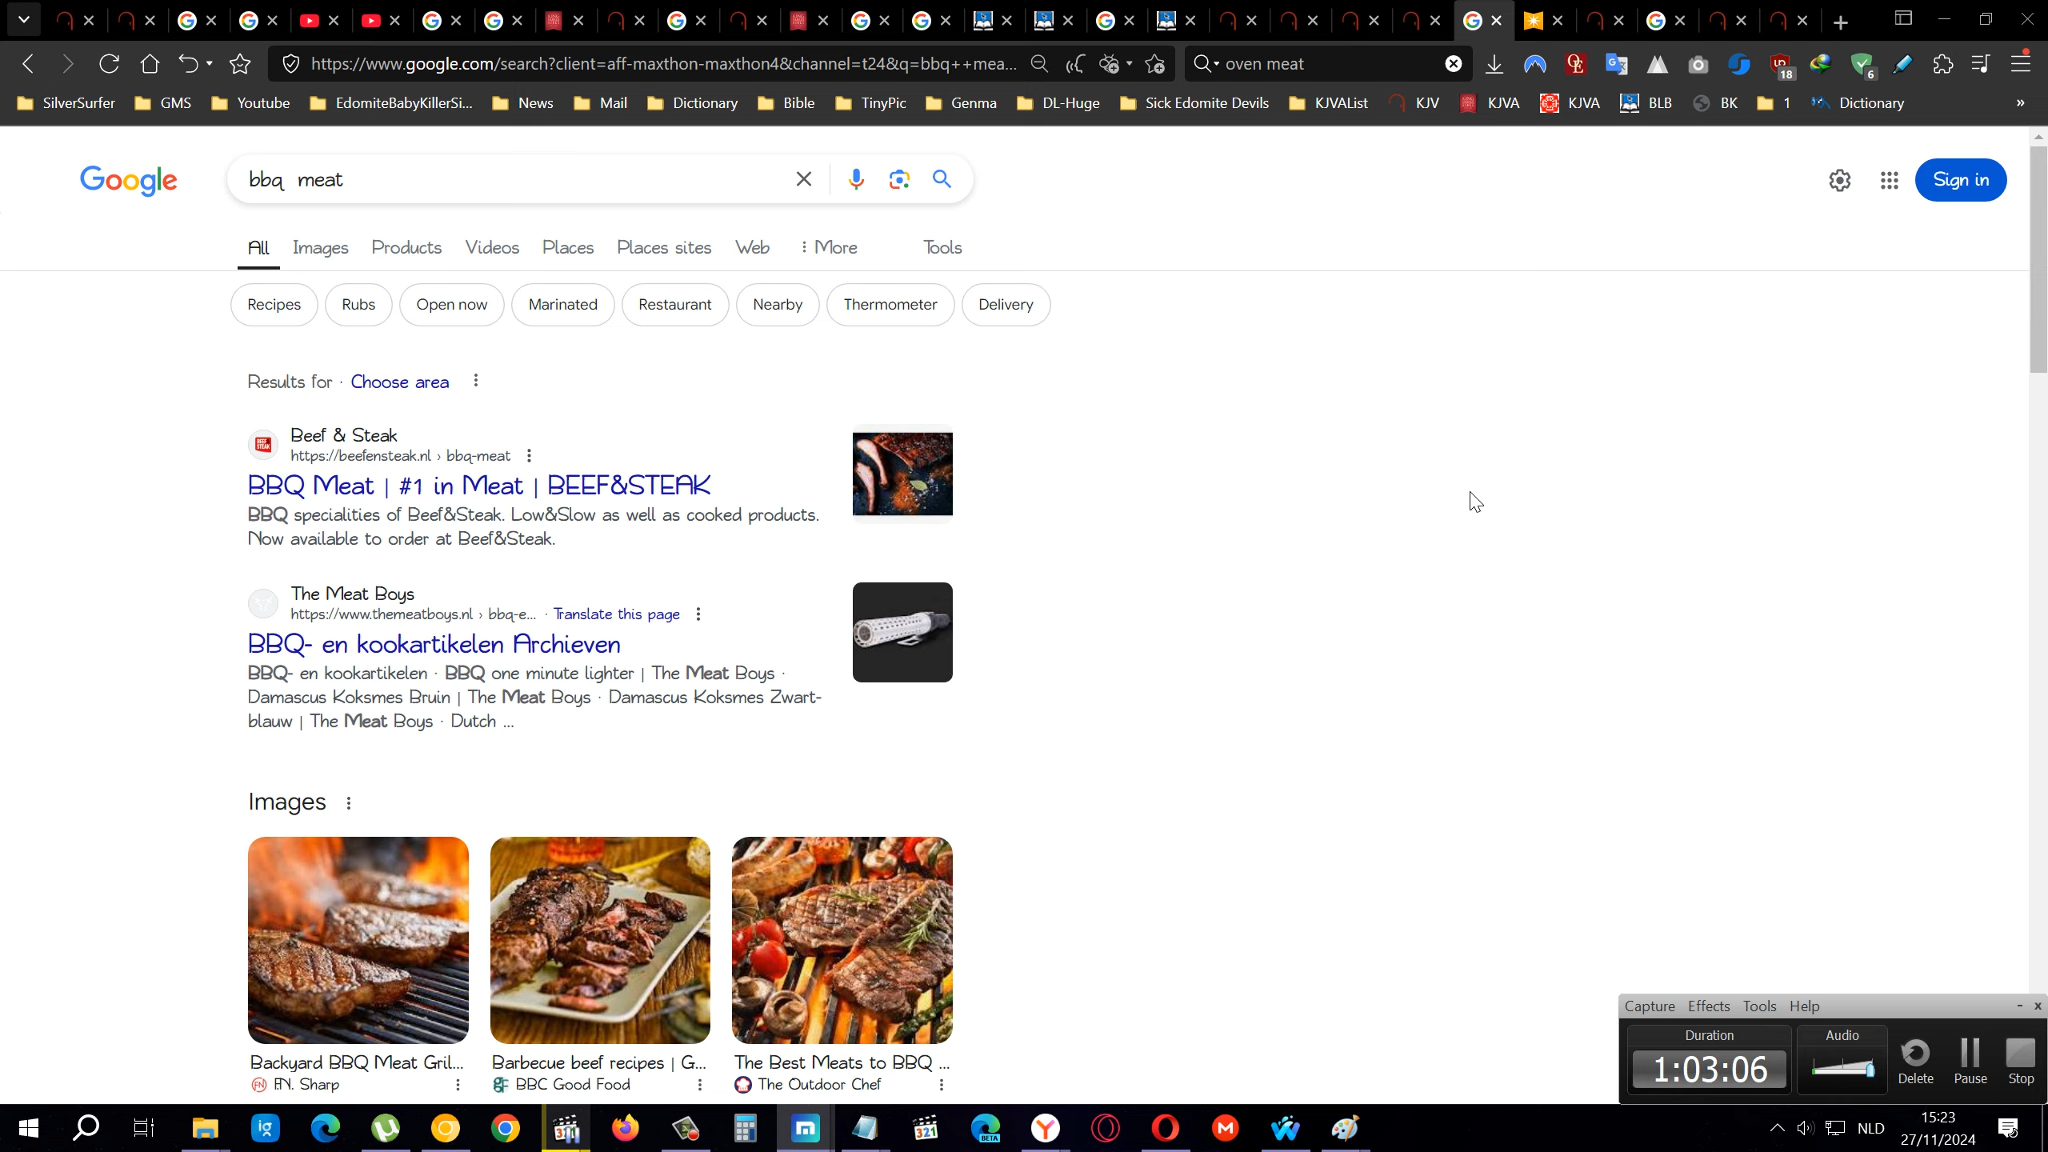 https://www.google.com/search?client=aff-maxthon-maxthon4&channel=t24&q=bbq++mea...
oven meat
18
6
SilverSurfer
GMS
Youtube
EdomiteBabyKillerSi...
News
Mail
Dictionary
Bible
TinyPic
Genma
DL-Huge
Sick Edomite Devils
KJVAList
KJV
KJVA
KJVA
BLB
BK
1
Dictionary
»
Google
bbq meat
Sign in
All
Images
Products
Videos
Places
Places sites
Web
More
Tools
Recipes
Rubs
Open now
Marinated
Restaurant
Nearby
Thermometer
Delivery
Results for · Choose area
Beef & Steak
https://beefensteak.nl › bbq-meat
BBQ Meat | #1 in Meat | BEEF&STEAK
BBQ specialities of Beef&Steak. Low&Slow as well as cooked products.
Now available to order at Beef&Steak.
The Meat Boys
https://www.themeatboys.nl › bbq-e... · Translate this page
BBQ- en kookartikelen Archieven
BBQ- en kookartikelen · BBQ one minute lighter | The Meat Boys ·
Damascus Koksmes Bruin | The Meat Boys · Damascus Koksmes Zwart-
blauw | The Meat Boys · Dutch ...
Images
Backyard BBQ Meat Gril...
FN. Sharp
Barbecue beef recipes | G...
BBC Good Food
The Best Meats to BBQ ...
The Outdoor Chef
Capture
Effects
Tools
Help
Duration
1:03:06
Audio
Delete
Pause
Stop
NLD
15:23
27/11/2024